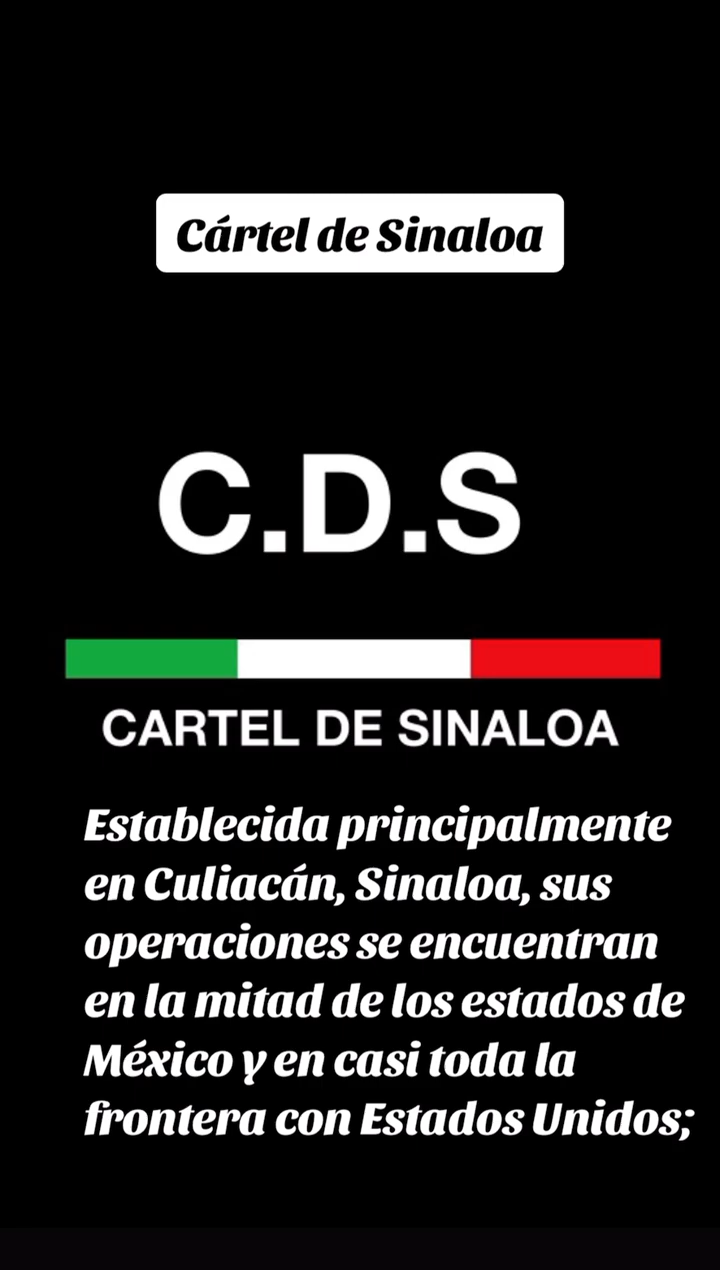 Cártel de Sinaloa
C.D.S
CARTEL DE SINALOA
Establecida principalmente
en Culiacán, Sinaloa, sus
operaciones se encuentran
en la mitad de los estados de
México y en casi toda la
frontera con Estados Unidos;